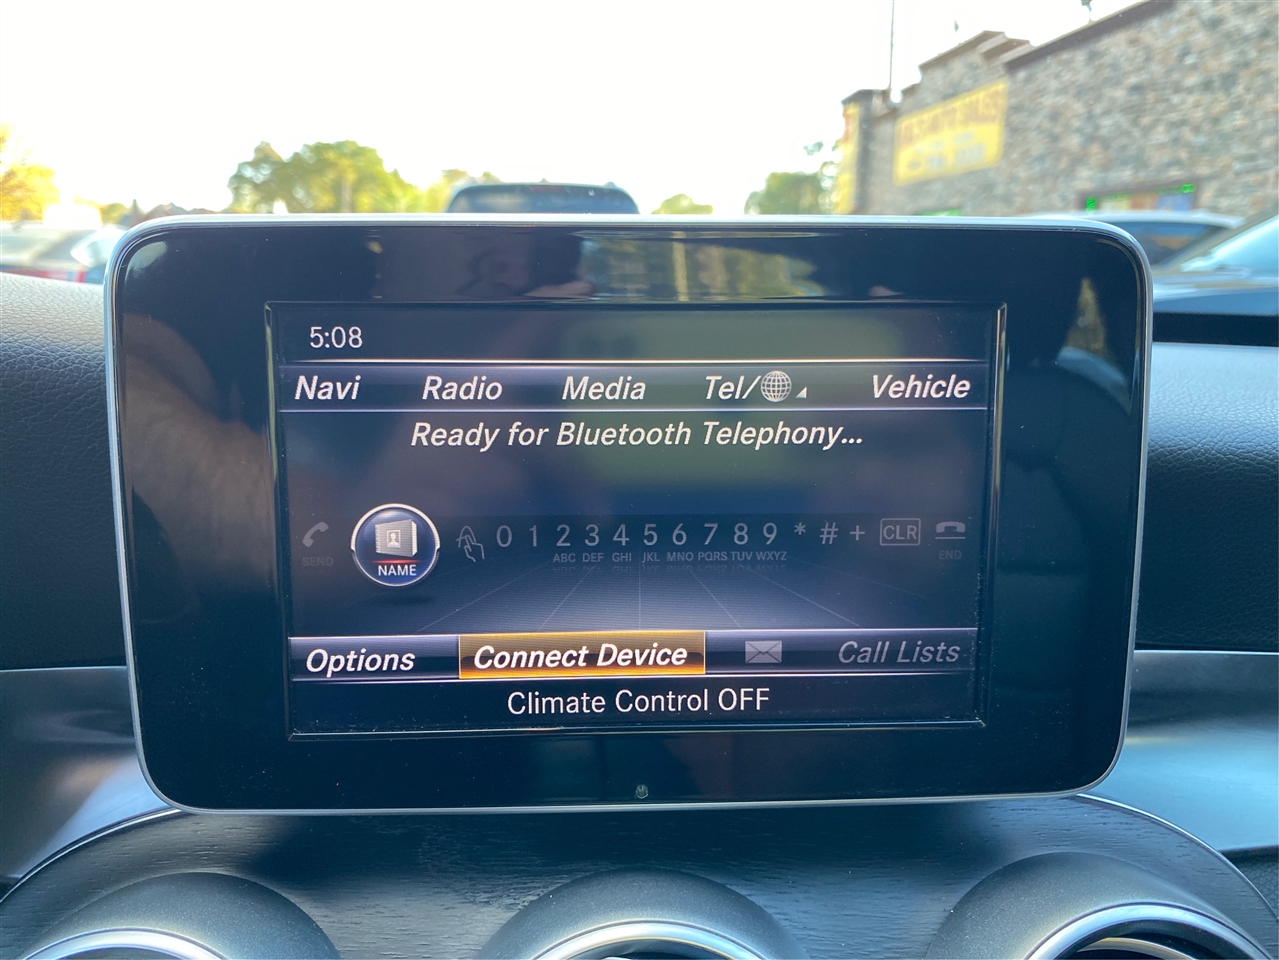 5:08
Navi Radio Media Tel/ Vehicle
Ready for Bluetooth Telephony...
0 1 2 3 4 5 6 7 8 9 * # + CLR
ABC DEF GHI JKL MNO PQRS TUV WXYZ
SEND NAME END
Options Connect Device Call Lists
Climate Control OFF